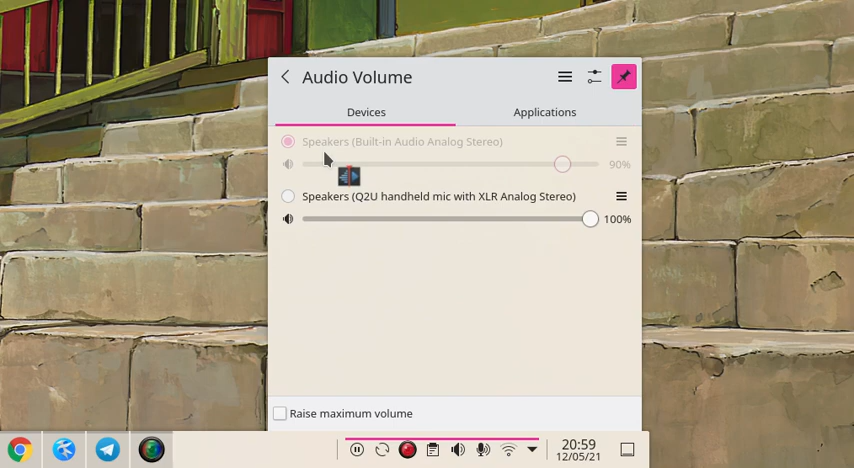 Audio Volume
Devices
Applications
Speakers (Built-in Audio Analog Stereo)
90%
Speakers (Q2U handheld mic with XLR Analog Stereo)
100%
Raise maximum volume
20:59
12/05/21